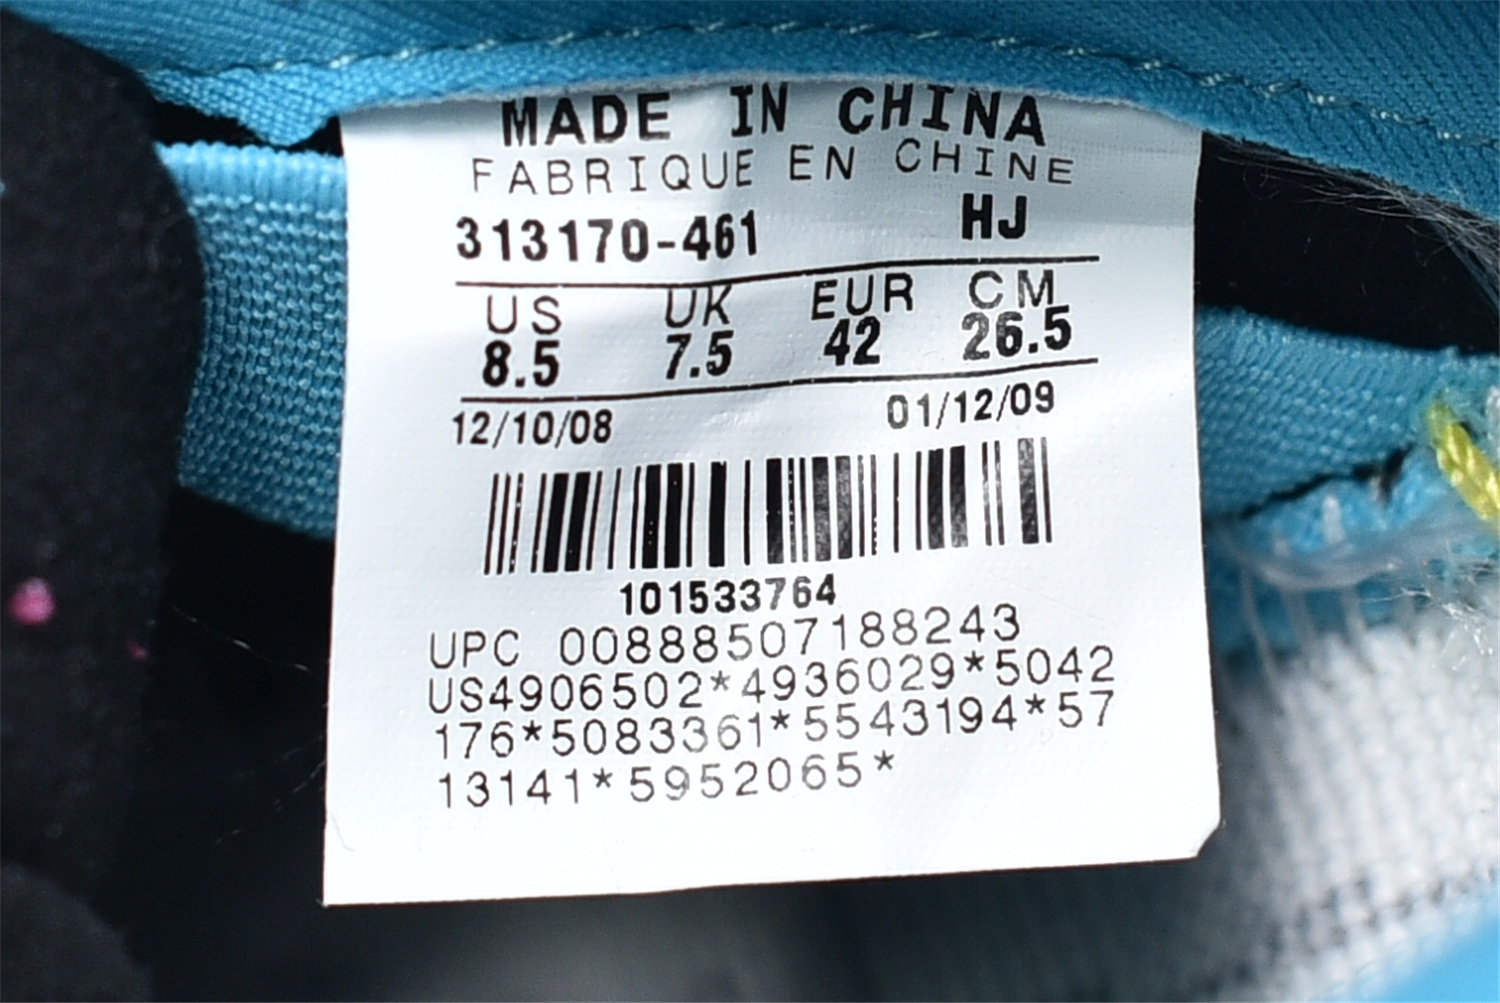 MADE IN CHINA
FABRIQUE EN CHINE
313170-461 HJ
US UK EUR CM
8.5 7.5 42 26.5
12/10/08 01/12/09
101533764
UPC 00888507188243
US4906502*4936029*5042
176*5083361*5543194*57
13141*5952065*